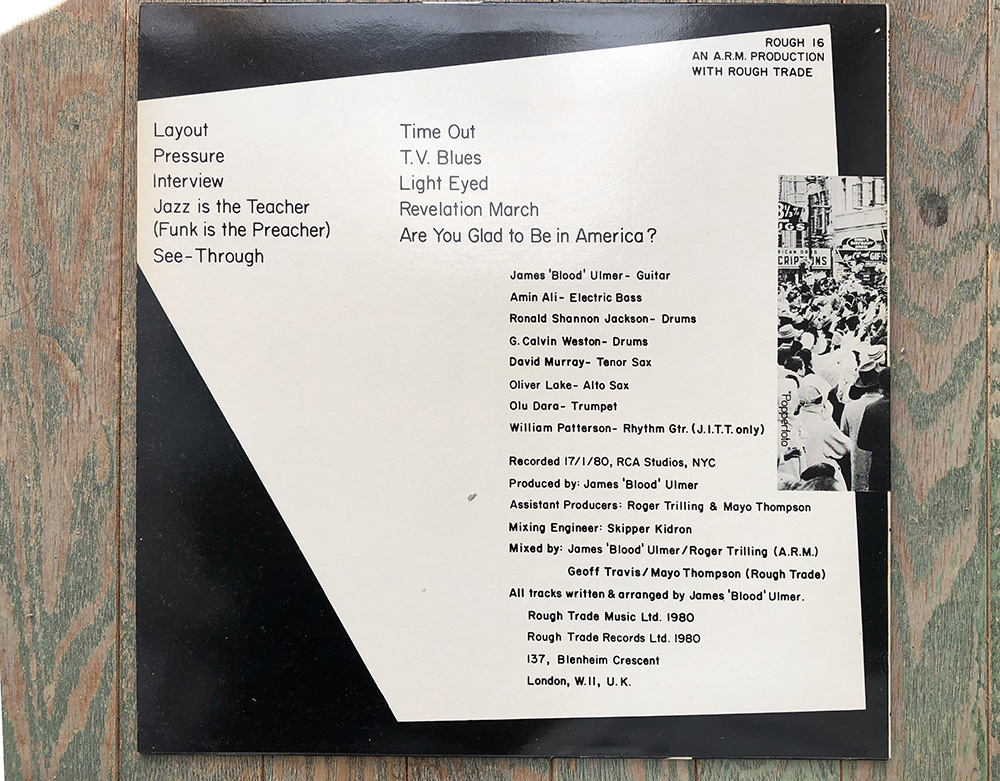 ROUGH 16
AN A.R.M. PRODUCTION
WITH ROUGH TRADE
Layout
Pressure
Interview
Jazz is the Teacher
(Funk is the Preacher)
See-Through
Time Out
T.V. Blues
Light Eyed
Revelation March
Are You Glad to Be in America?
James 'Blood' Ulmer- Guitar
Amin Ali- Electric Bass
Ronald Shannon Jackson- Drums
G. Calvin Weston- Drums
David Murray- Tenor Sax
Oliver Lake- Alto Sax
Olu Dara- Trumpet
William Patterson- Rhythm Gtr. (J.I.T.T. only)
Recorded 17/1/80, RCA Studios, NYC
Produced by: James 'Blood' Ulmer
Assistant Producers: Roger Trilling & Mayo Thompson
Mixing Engineer: Skipper Kidron
Mixed by: James 'Blood' Ulmer/Roger Trilling (A.R.M.)
Geoff Travis/Mayo Thompson (Rough Trade)
All tracks written & arranged by James 'Blood' Ulmer.
Rough Trade Music Ltd. 1980
Rough Trade Records Ltd. 1980
137, Blenheim Crescent
London, W.11, U.K.
"Popperfoto"